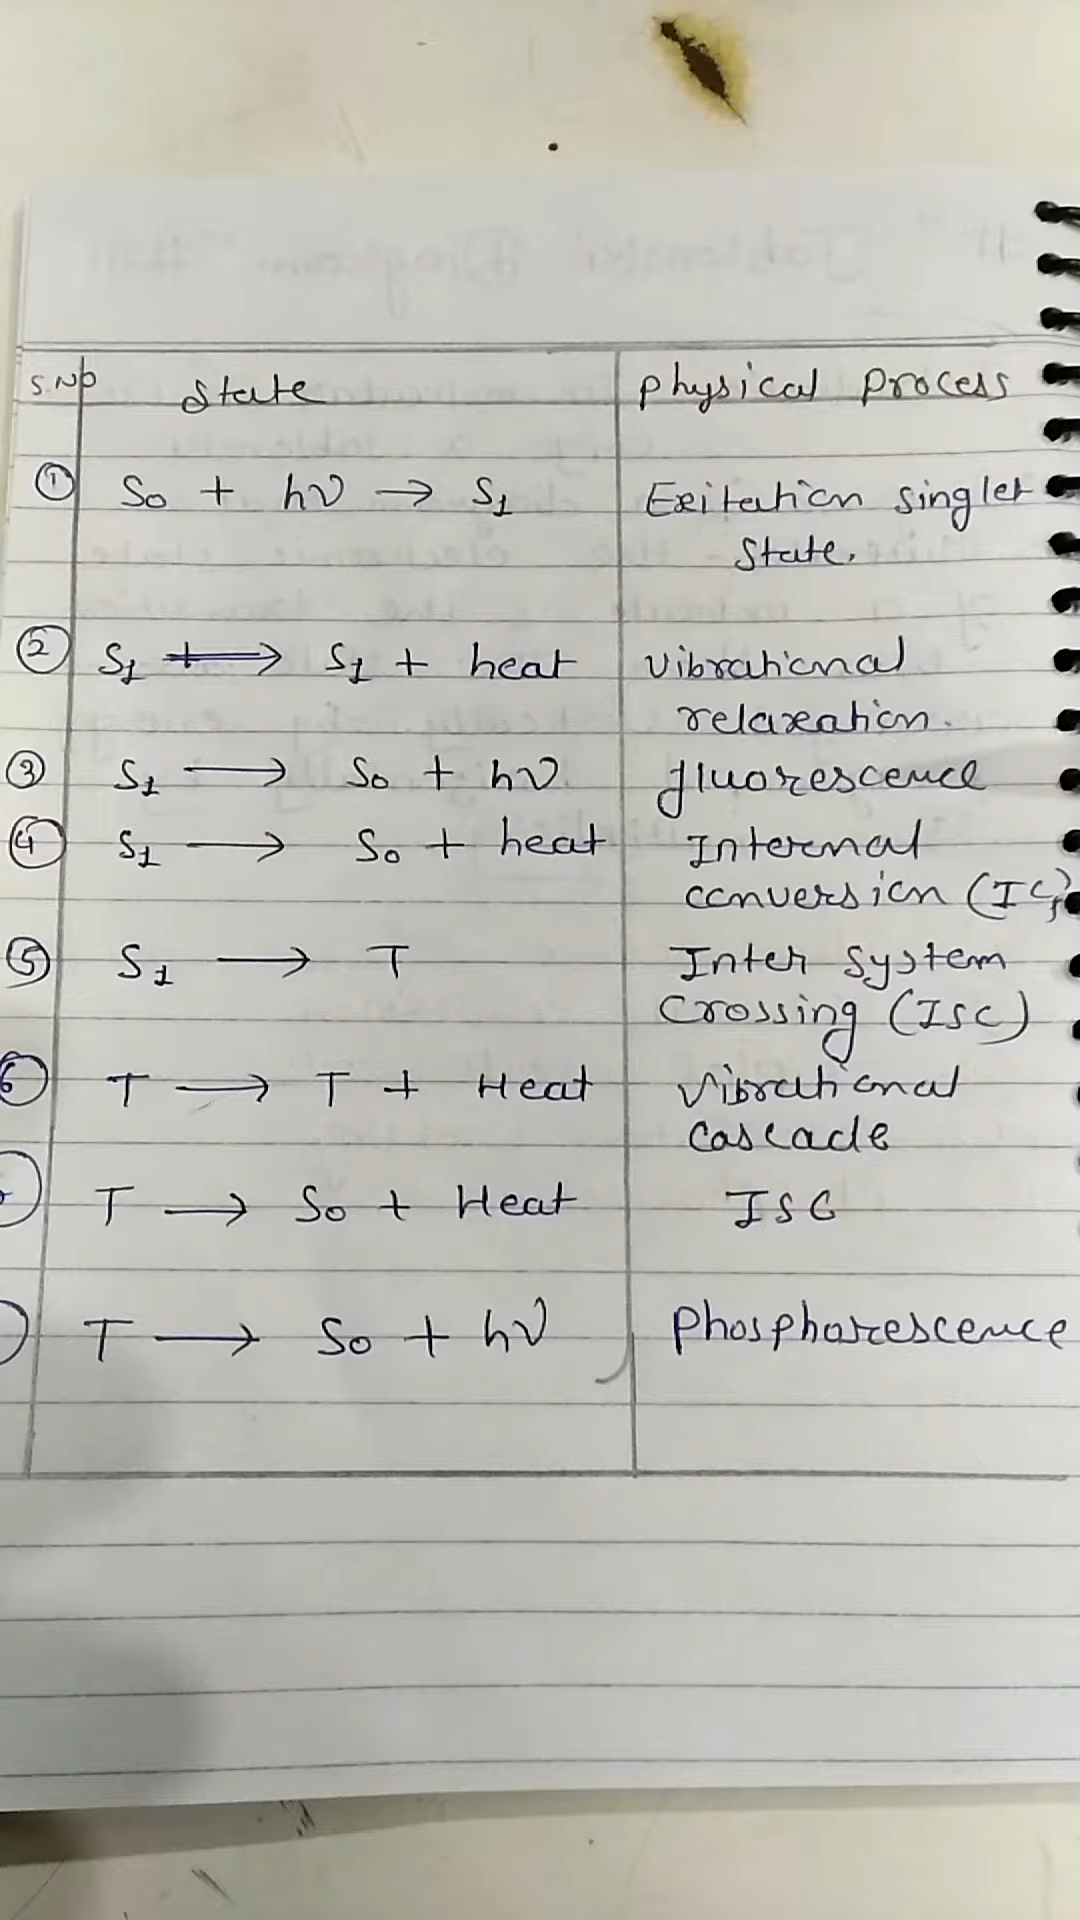 S.No State Physical Process
① S0 + hν → S1 Exitation singlet
State.
② S1 → S1 + heat Vibrational
relaxation.
③ S1 → S0 + hν fluorescence
④ S1 → S0 + heat Internal
conversion (IC)
⑤ S1 → T Inter System
Crossing (ISC)
⑥ T → T + Heat Vibrational
cascade
T → S0 + Heat ISC
T → S0 + hν Phosphorescence